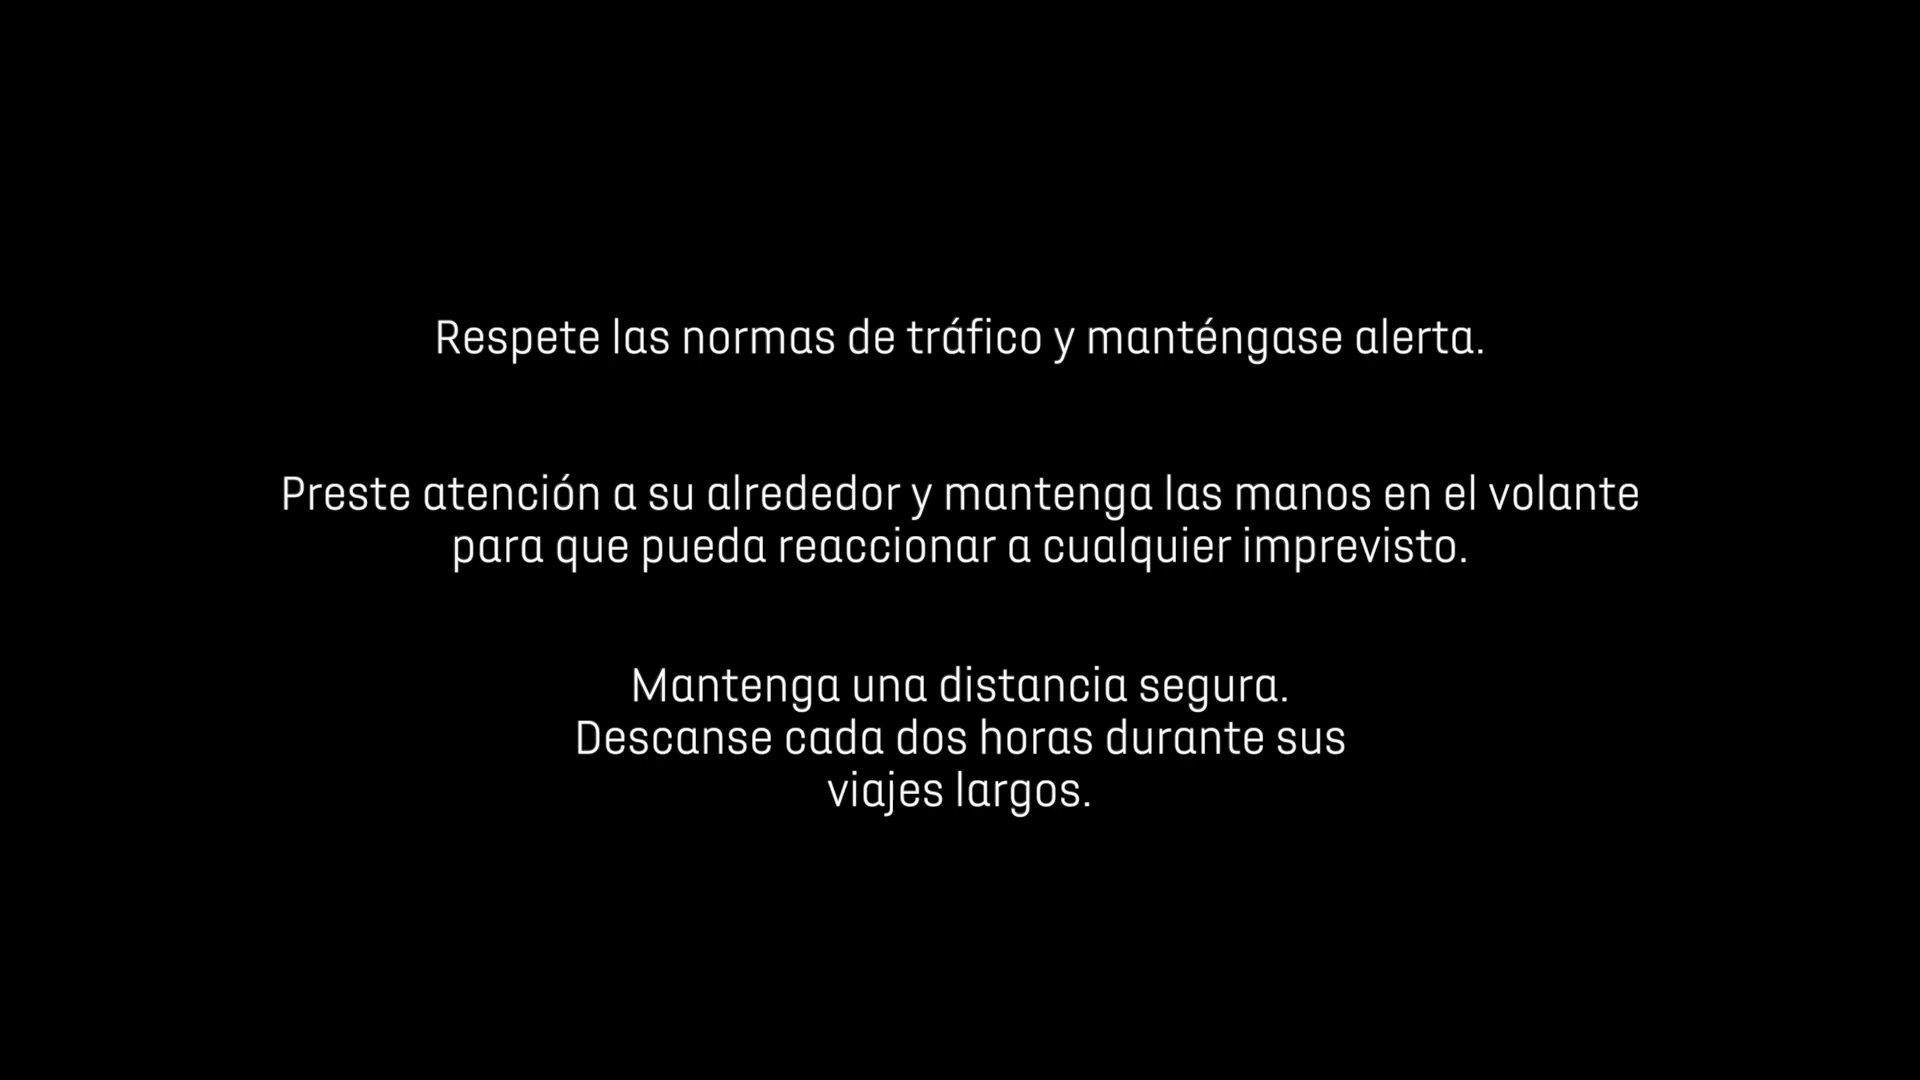 Respete las normas de tráfico y manténgase alerta.
Preste atención a su alrededor y mantenga las manos en el volante
para que pueda reaccionar a cualquier imprevisto.
Mantenga una distancia segura.
Descanse cada dos horas durante sus
viajes largos.